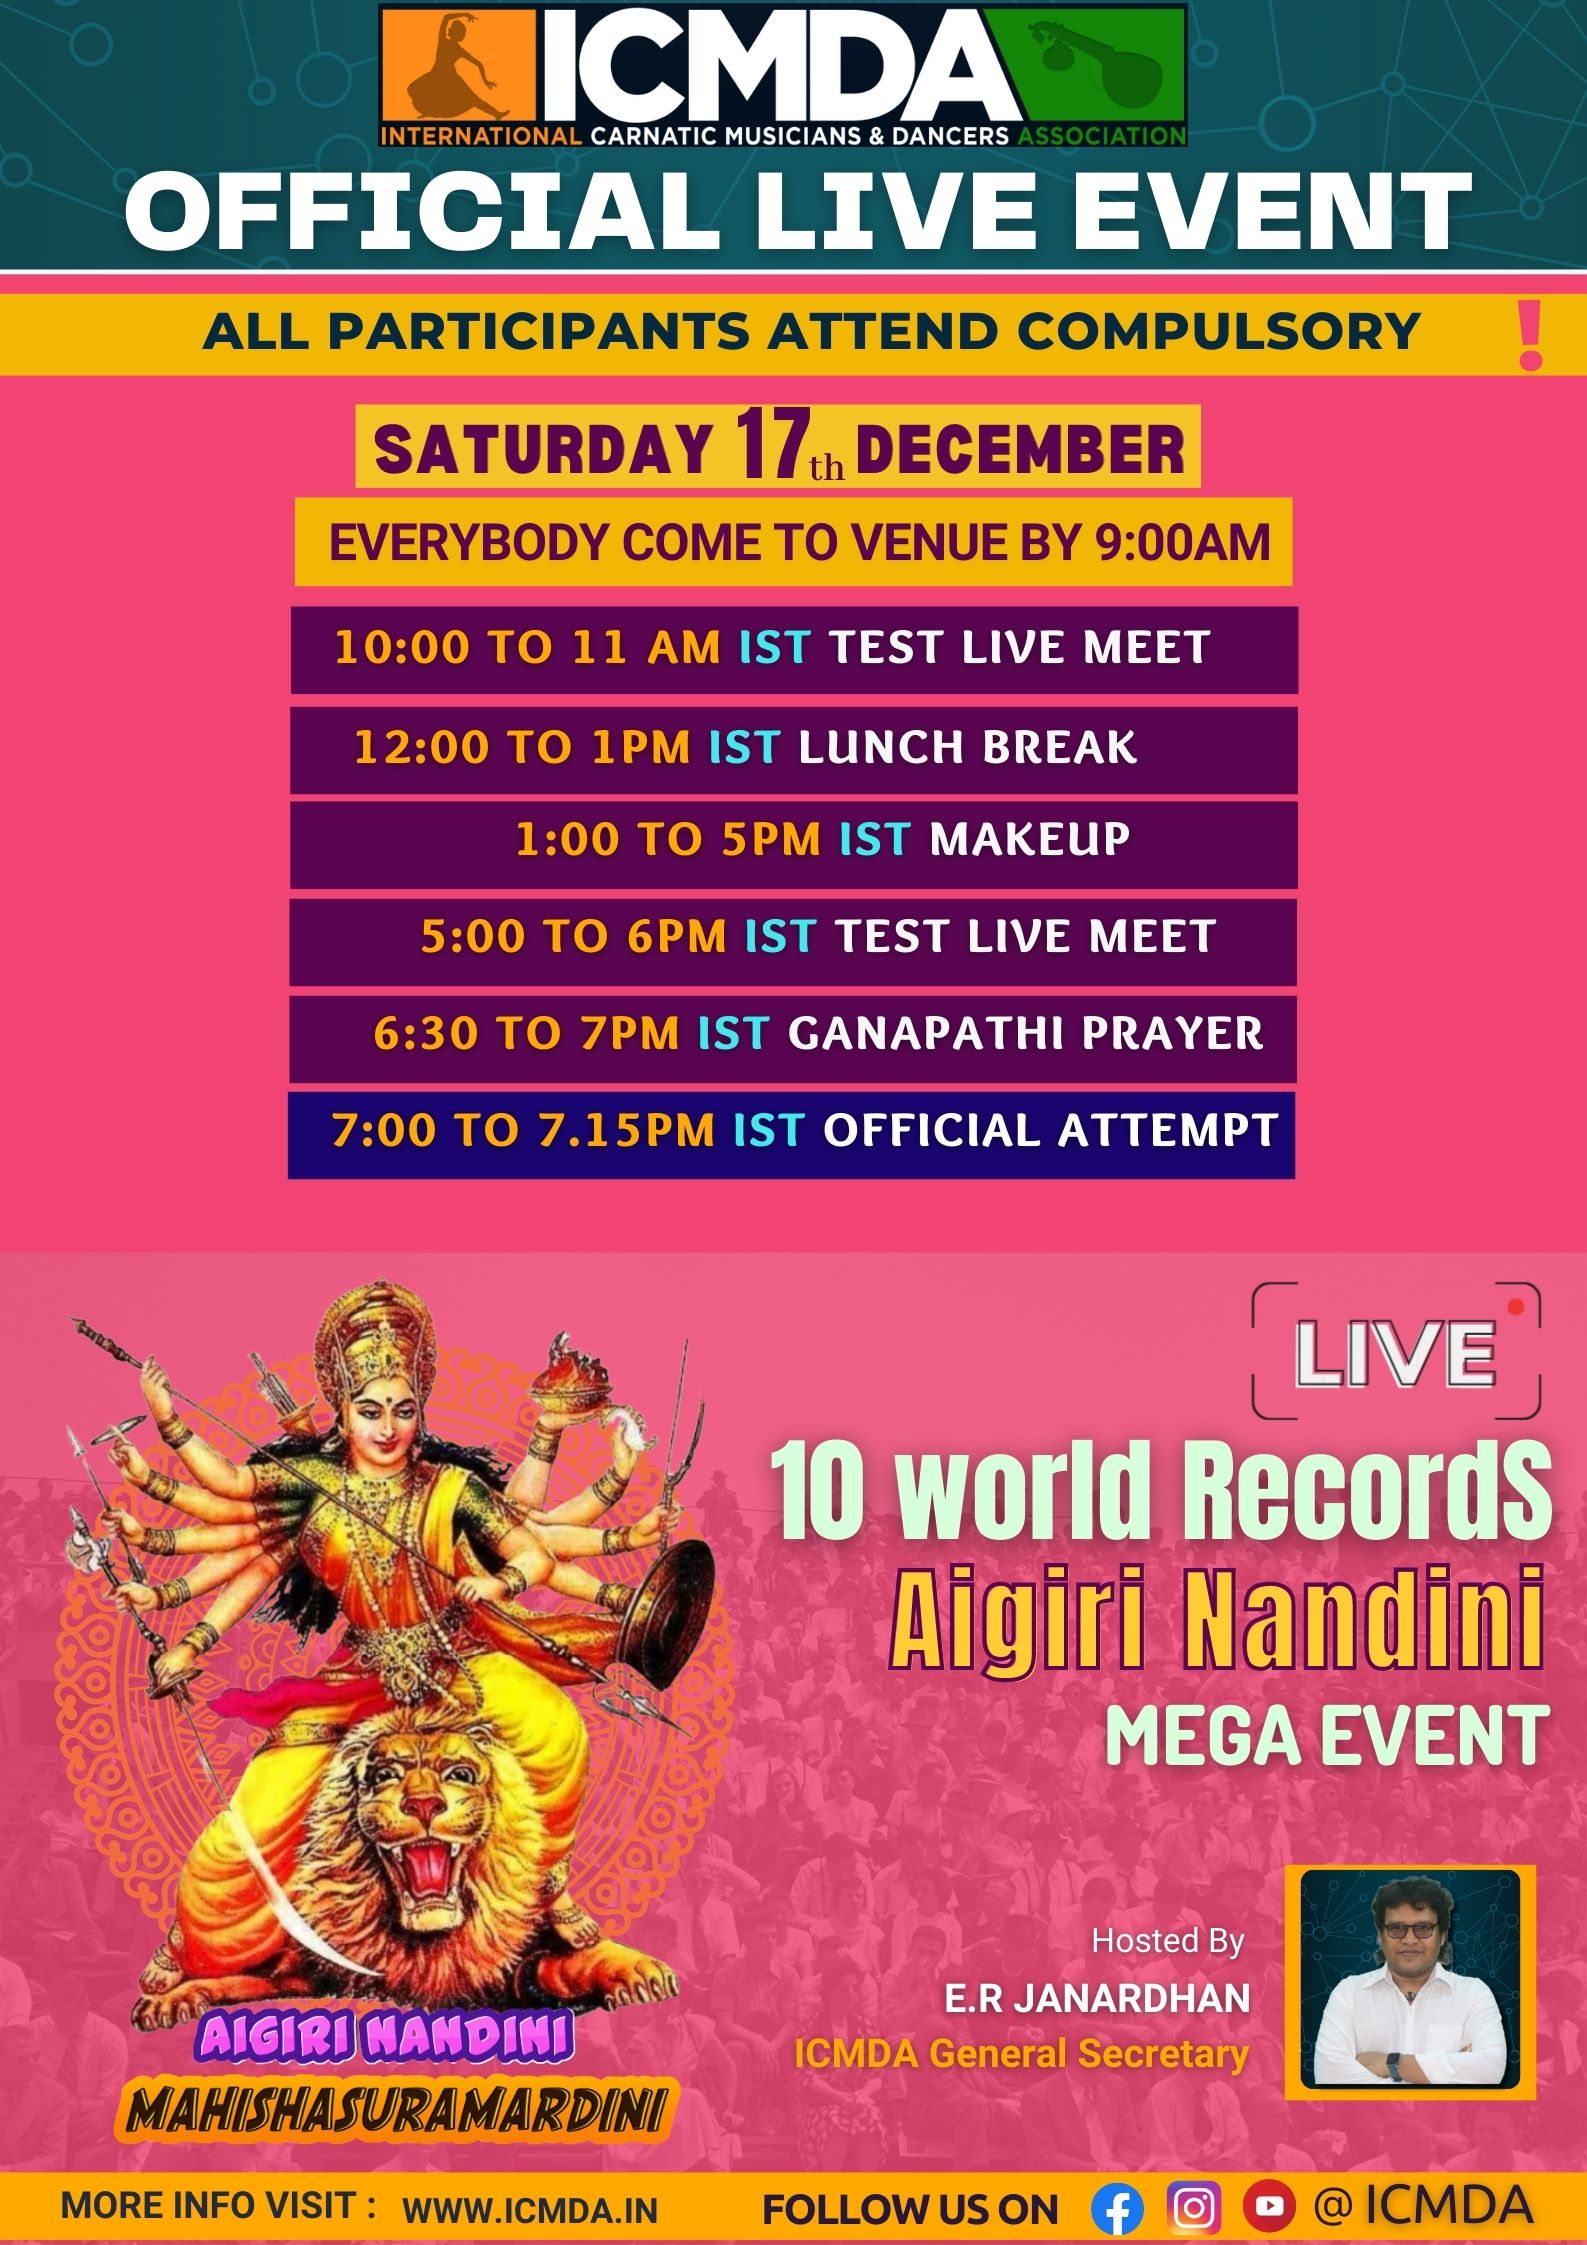 ICMDA
INTERNATIONAL CARNATIC MUSICIANS & DANCERS ASSOCIATION
OFFICIAL LIVE EVENT
ALL PARTICIPANTS ATTEND COMPULSORY !
SATURDAY 17th DECEMBER
EVERYBODY COME TO VENUE BY 9:00AM
10:00 TO 11 AM IST TEST LIVE MEET
12:00 TO 1PM IST LUNCH BREAK
1:00 TO 5PM IST MAKEUP
5:00 TO 6PM IST TEST LIVE MEET
6:30 TO 7PM IST GANAPATHI PRAYER
7:00 TO 7.15PM IST OFFICIAL ATTEMPT
LIVE
10 world RecordS
Aigiri Nandini
MEGA EVENT
Hosted By
E.R JANARDHAN
ICMDA General Secretary
AIGIRI NANDINI
MAHISHASURAMARDINI
MORE INFO VISIT : WWW.ICMDA.IN FOLLOW US ON @ ICMDA